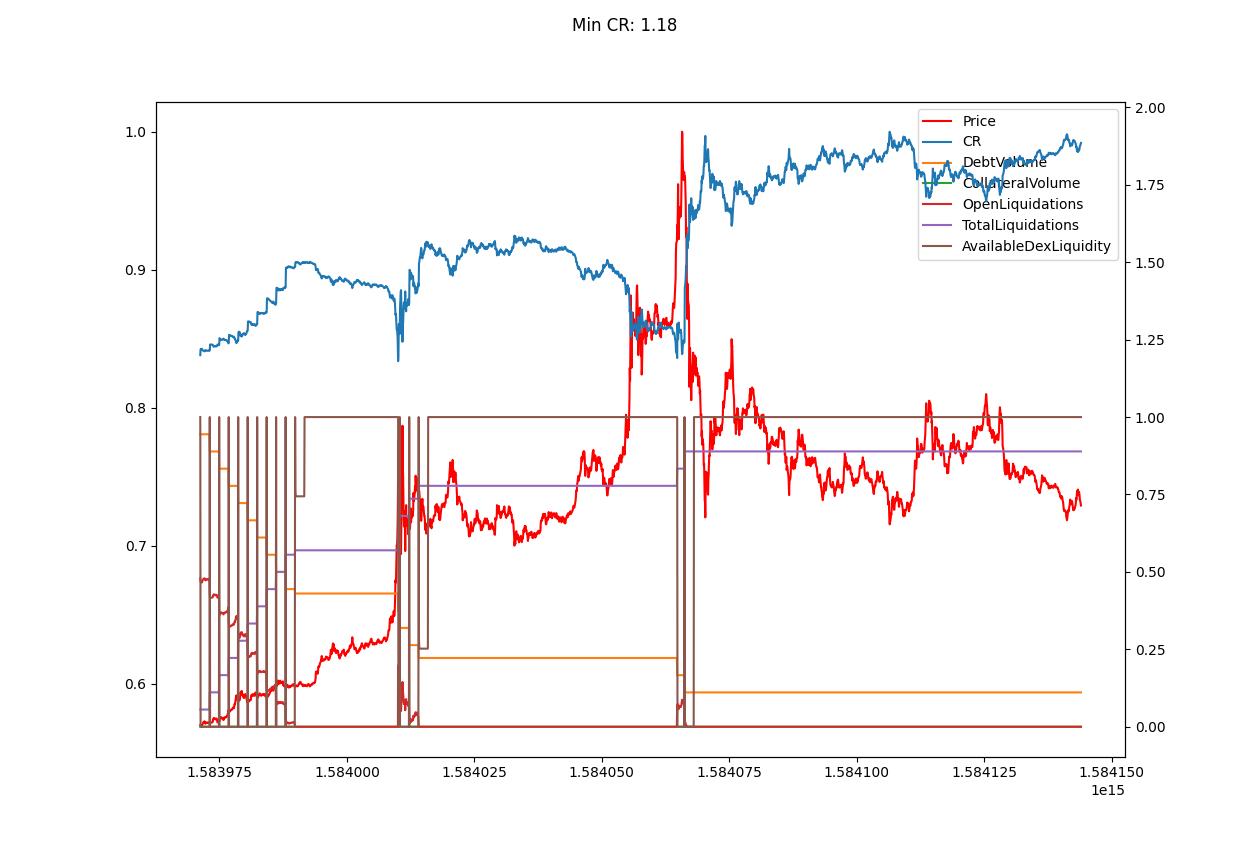 Min CR: 1.18
1.0
0.9
0.8
0.7
0.6
2.00
1.75
1.50
1.25
1.00
0.75
0.50
0.25
0.00
Price
CR
DebtVolume
CollateralVolume
OpenLiquidations
TotalLiquidations
AvailableDexLiquidity
1.583975 1.584000 1.584025 1.584050 1.584075 1.584100 1.584125 1.584150
1e15